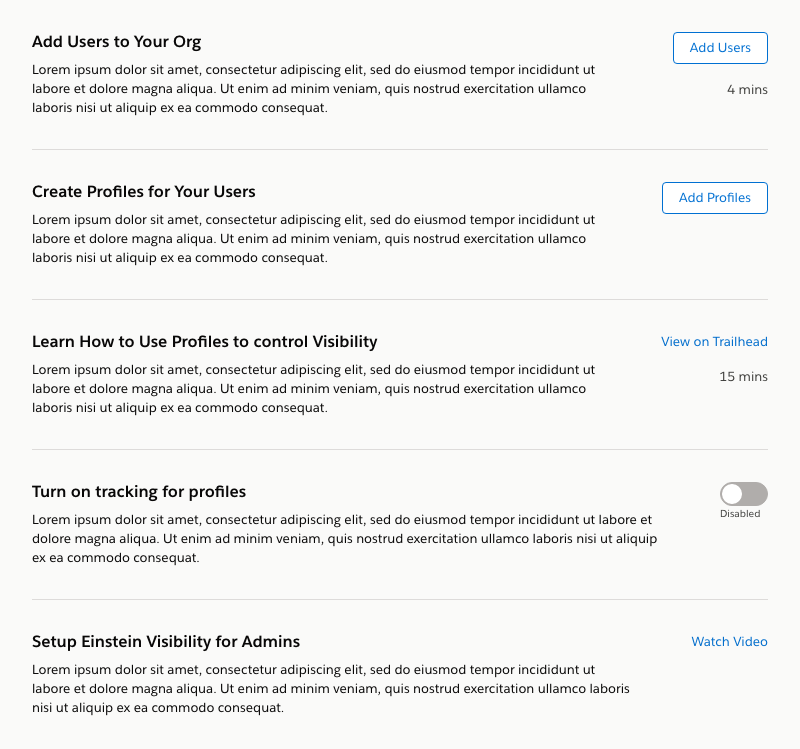 Add Users to Your Org
Add Users
Lorem ipsum dolor sit amet, consectetur adipiscing elit, sed do eiusmod tempor incididunt ut
labore et dolore magna aliqua. Ut enim ad minim veniam, quis nostrud exercitation ullamco
laboris nisi ut aliquip ex ea commodo consequat.
4 mins
Create Profiles for Your Users
Add Profiles
Lorem ipsum dolor sit amet, consectetur adipiscing elit, sed do eiusmod tempor incididunt ut
labore et dolore magna aliqua. Ut enim ad minim veniam, quis nostrud exercitation ullamco
laboris nisi ut aliquip ex ea commodo consequat.
Learn How to Use Profiles to control Visibility
View on Trailhead
Lorem ipsum dolor sit amet, consectetur adipiscing elit, sed do eiusmod tempor incididunt ut
labore et dolore magna aliqua. Ut enim ad minim veniam, quis nostrud exercitation ullamco
laboris nisi ut aliquip ex ea commodo consequat.
15 mins
Turn on tracking for profiles
Lorem ipsum dolor sit amet, consectetur adipiscing elit, sed do eiusmod tempor incididunt ut labore et
dolore magna aliqua. Ut enim ad minim veniam, quis nostrud exercitation ullamco laboris nisi ut aliquip
ex ea commodo consequat.
Disabled
Setup Einstein Visibility for Admins
Watch Video
Lorem ipsum dolor sit amet, consectetur adipiscing elit, sed do eiusmod tempor incididunt ut
labore et dolore magna aliqua. Ut enim ad minim veniam, quis nostrud exercitation ullamco laboris
nisi ut aliquip ex ea commodo consequat.